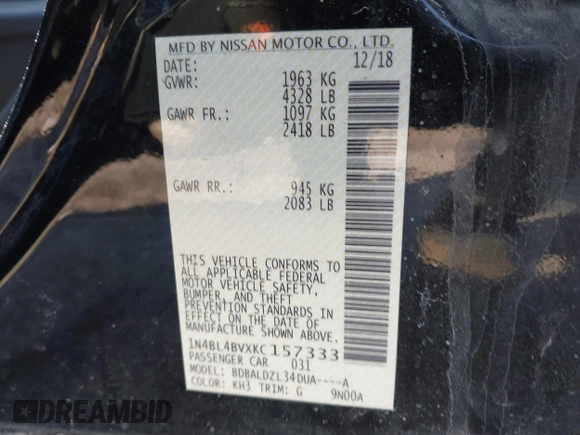 MFD BY NISSAN MOTOR CO., LTD.
DATE: 12/18
GVWR: 1963 KG
4328 LB
GAWR FR.: 1097 KG
2418 LB
GAWR RR.: 945 KG
2083 LB
THIS VEHICLE CONFORMS TO
ALL APPLICABLE FEDERAL
MOTOR VEHICLE SAFETY,
BUMPER, AND THEFT
PREVENTION STANDARDS IN
EFFECT ON THE DATE OF
MANUFACTURE SHOWN ABOVE.
1N4BL4BVXKC157333
PASSENGER CAR 031
MODEL: BDBALDZL34DUA----A
COLOR: KH3 TRIM: G 9N00A
DREAMBID
DREAMBID